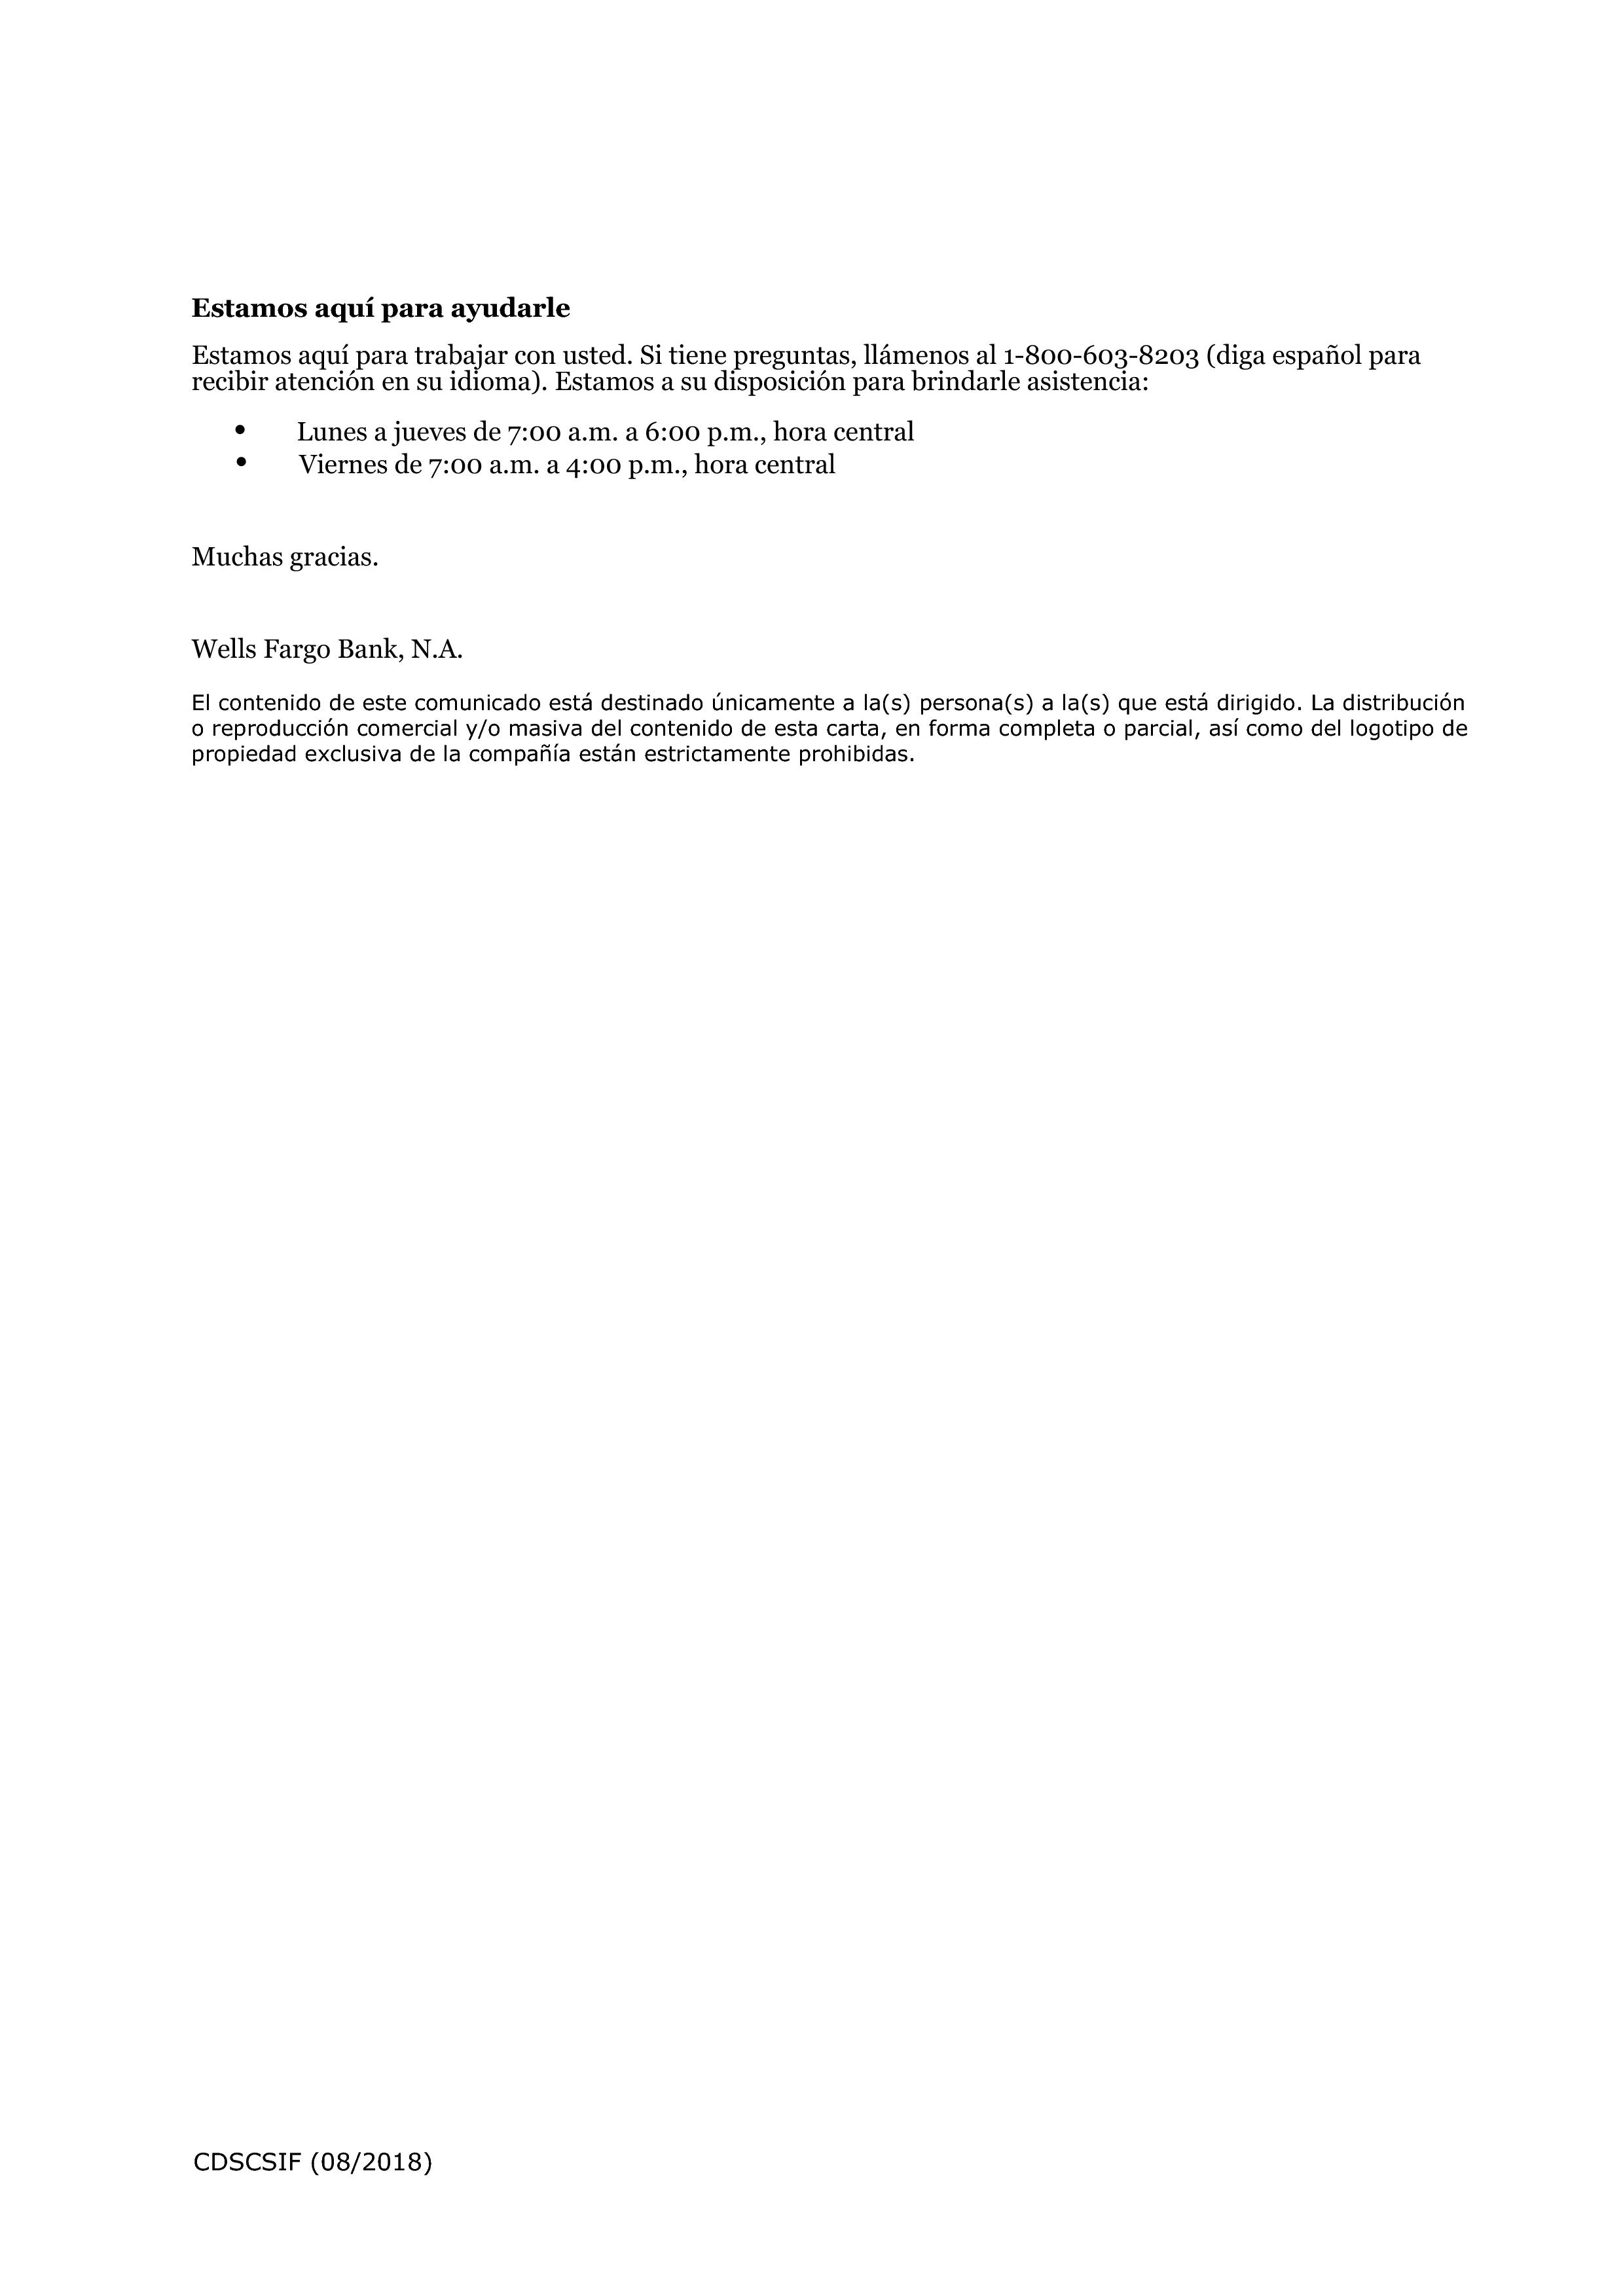 Estamos aquí para ayudarle
Estamos aquí para trabajar con usted. Si tiene preguntas, llámenos al 1-800-603-8203 (diga español para
recibir atención en su idioma). Estamos a su disposición para brindarle asistencia:
• Lunes a jueves de 7:00 a.m. a 6:00 p.m., hora central
• Viernes de 7:00 a.m. a 4:00 p.m., hora central
Muchas gracias.
Wells Fargo Bank, N.A.
El contenido de este comunicado está destinado únicamente a la(s) persona(s) a la(s) que está dirigido. La distribución
o reproducción comercial y/o masiva del contenido de esta carta, en forma completa o parcial, así como del logotipo de
propiedad exclusiva de la compañía están estrictamente prohibidas.
CDSCSIF (08/2018)